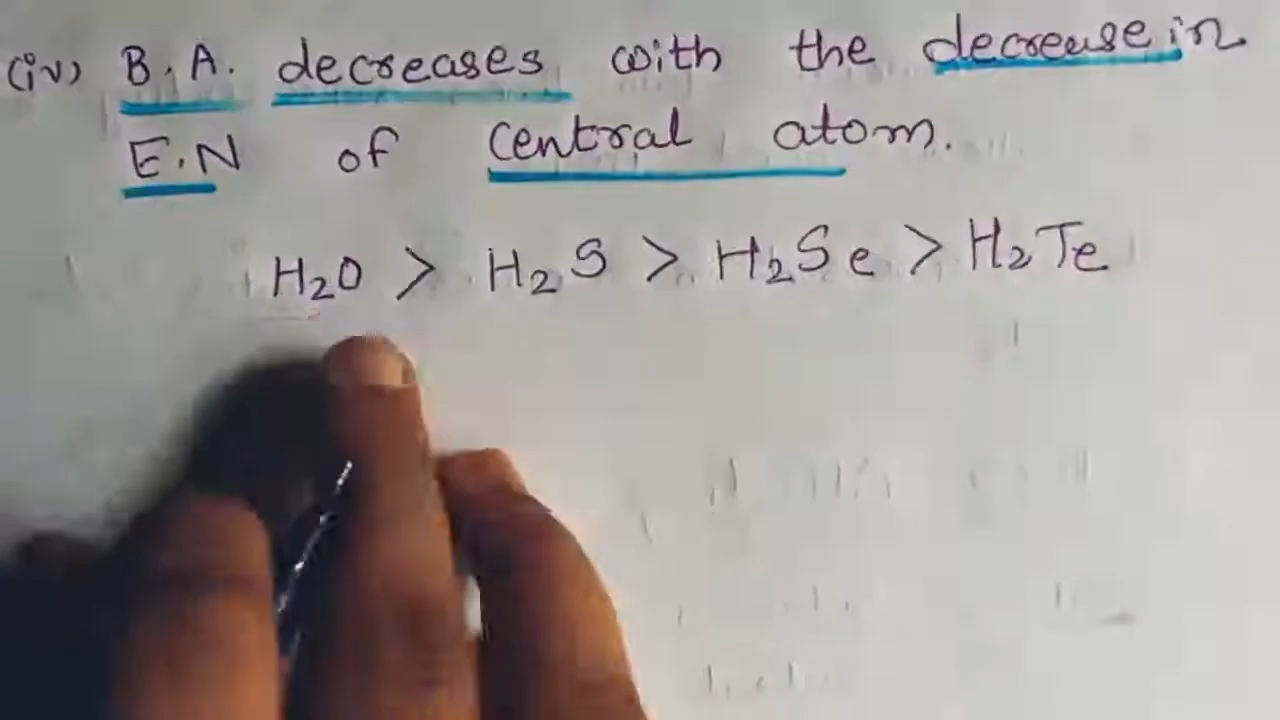 (iv) B.A. decreases with the decrease in
E.N of central atom.
H₂O > H₂S > H₂Se > H₂Te